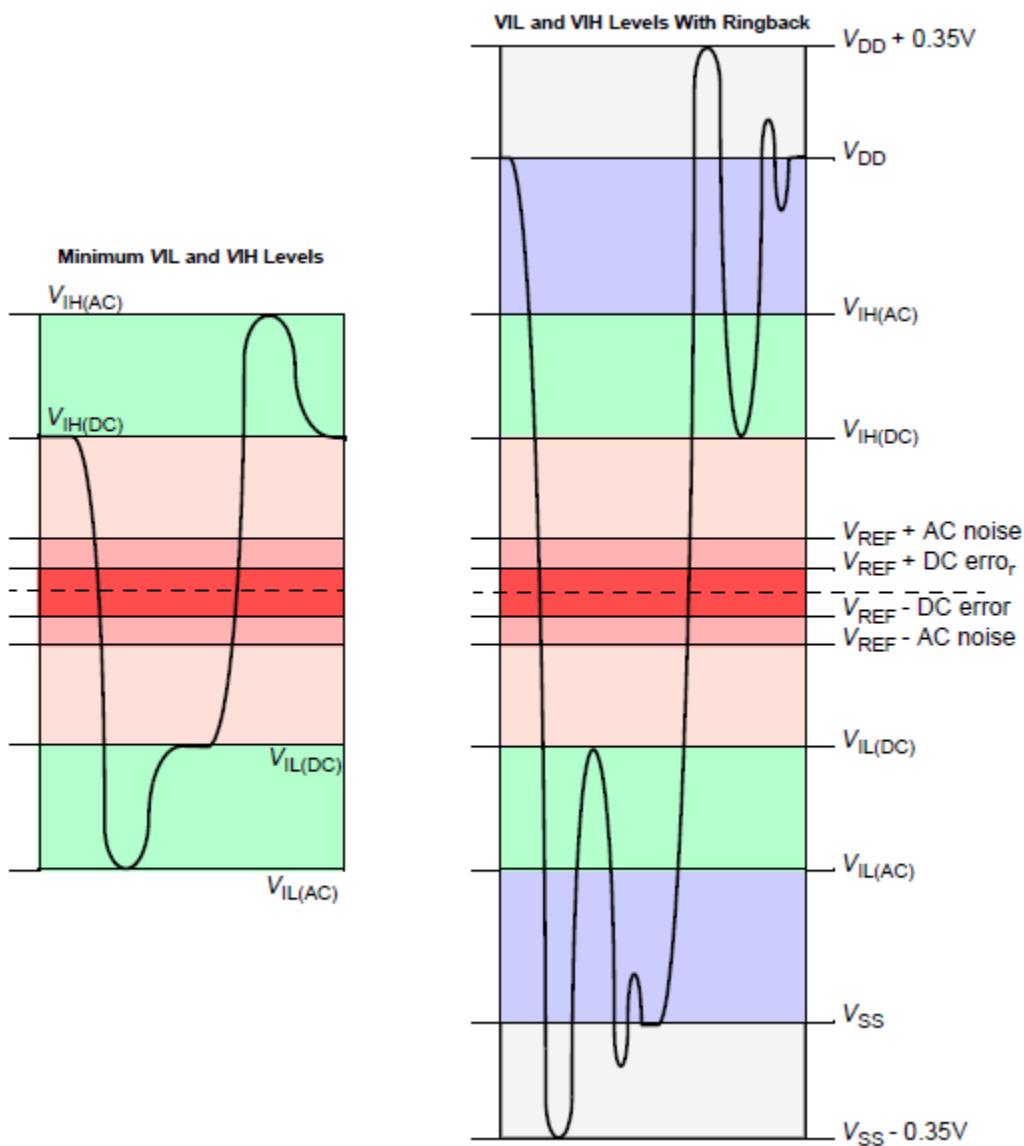 VIL and VIH Levels With Ringback
VDD + 0.35V
VDD
Minimum VIL and VIH Levels
VIH(AC)
VIH(AC)
VIH(DC)
VIH(DC)
VREF + AC noise
VREF + DC error
VREF - DC error
VREF - AC noise
VIL(DC)
VIL(DC)
VIL(AC)
VIL(AC)
VSS
VSS - 0.35V